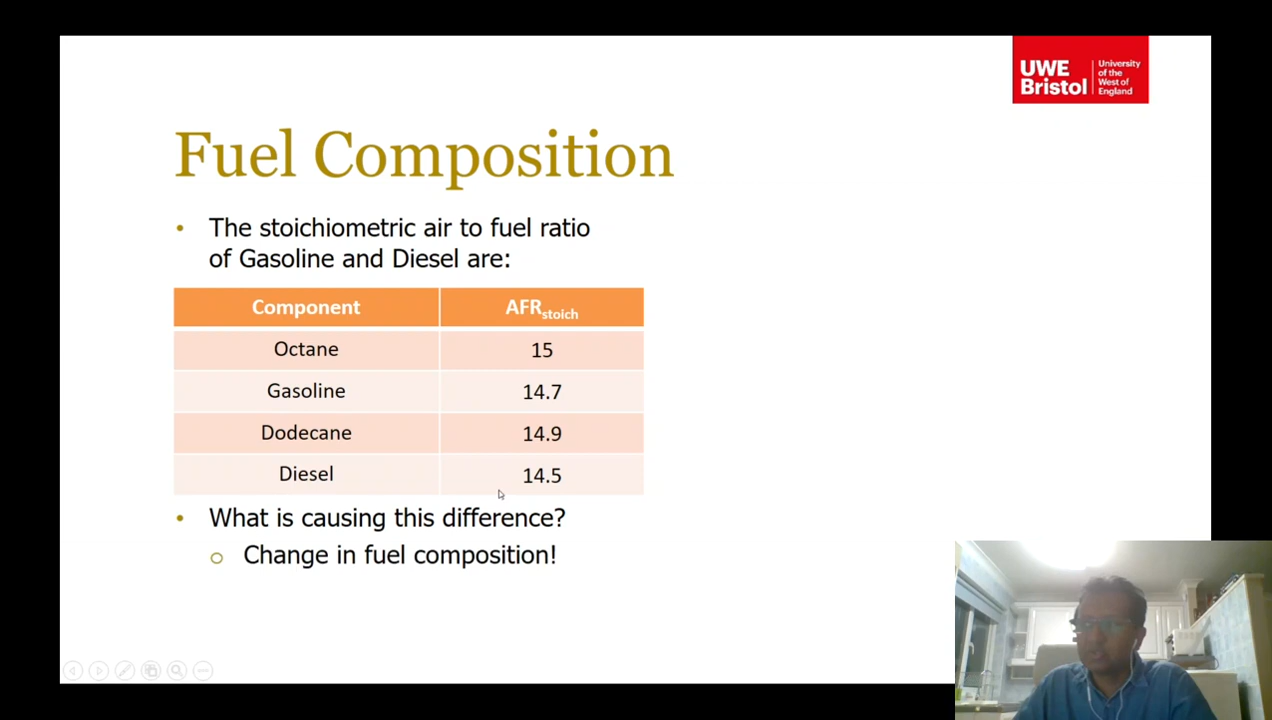 UWE
Bristol
University
of the
West of
England
Fuel Composition
• The stoichiometric air to fuel ratio
of Gasoline and Diesel are:
Component AFRstoich
Octane 15
Gasoline 14.7
Dodecane 14.9
Diesel 14.5
• What is causing this difference?
o Change in fuel composition!